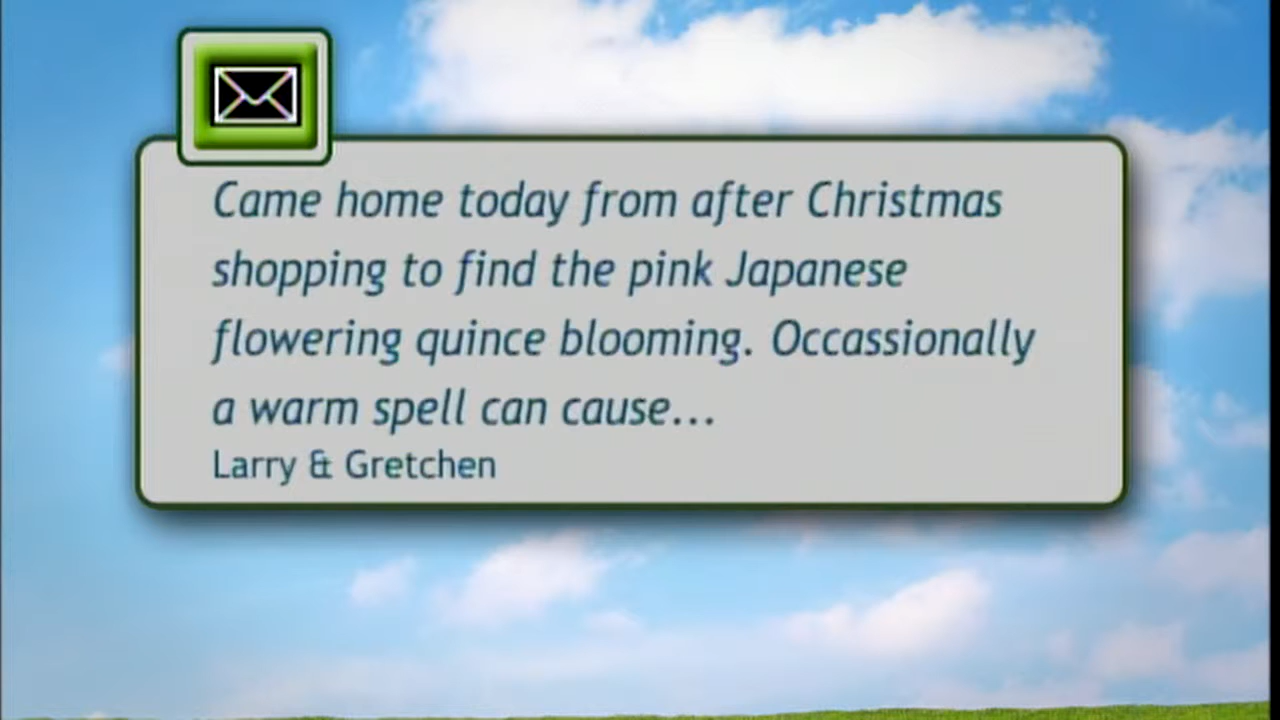 Came home today from after Christmas
shopping to find the pink Japanese
flowering quince blooming. Occassionally
a warm spell can cause...
Larry & Gretchen